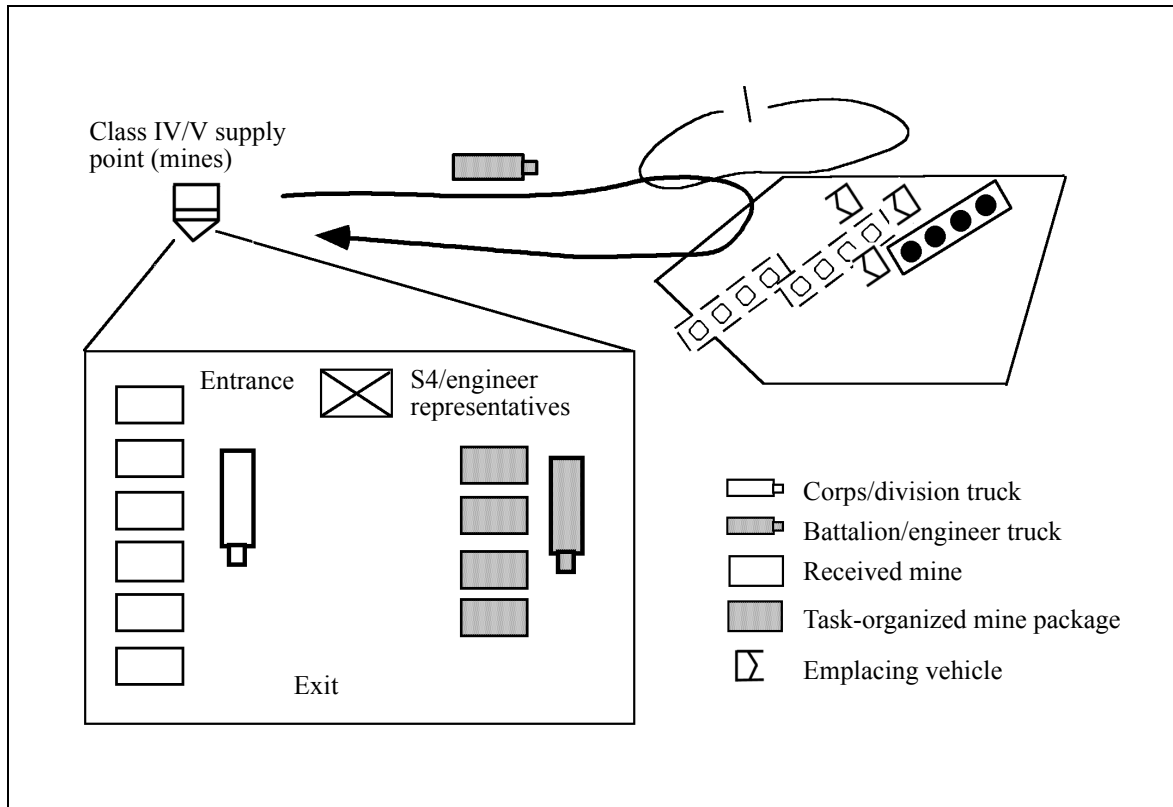 Class IV/V supply
point (mines)
Entrance
S4/engineer
representatives
Exit
Corps/division truck
Battalion/engineer truck
Received mine
Task-organized mine package
Emplacing vehicle